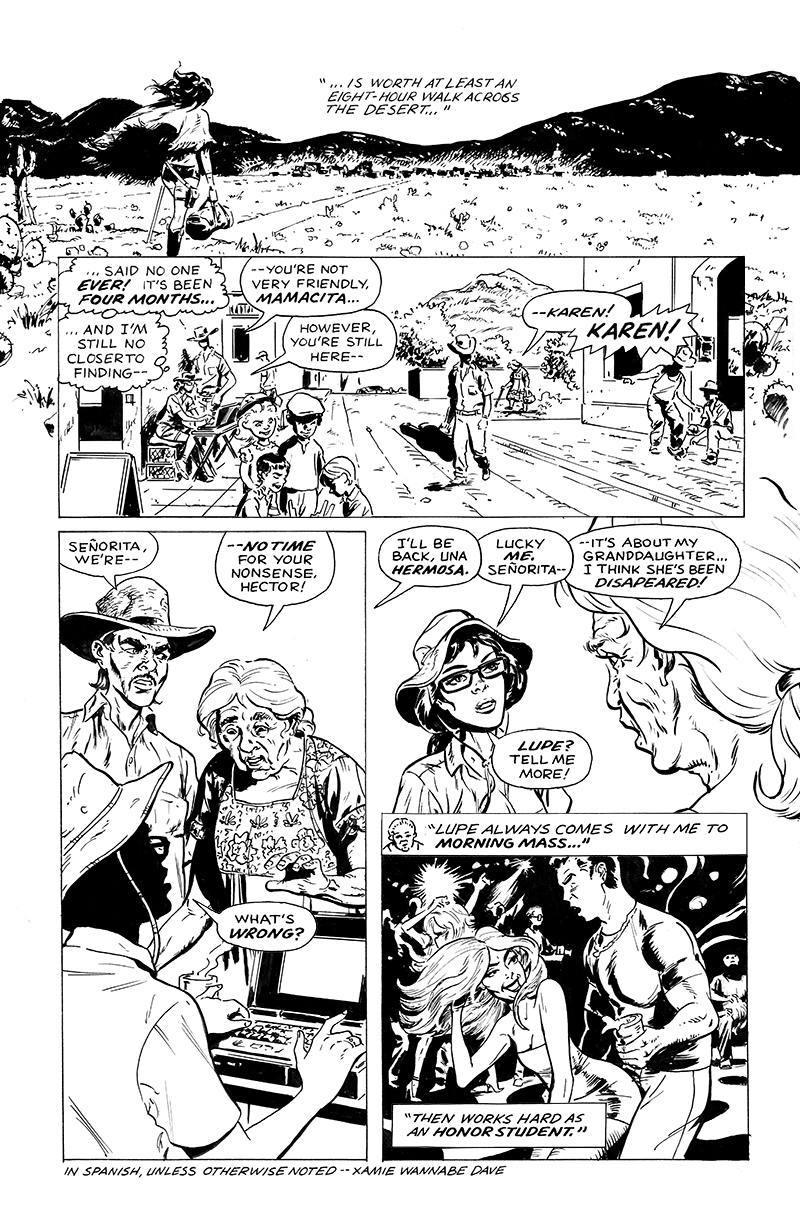 "... IS WORTH AT LEAST AN
EIGHT-HOUR WALK ACROSS
THE DESERT..."
... SAID NO ONE
EVER! IT'S BEEN
FOUR MONTHS...
... AND I'M
STILL NO
CLOSER TO
FINDING--
--YOU'RE NOT
VERY FRIENDLY,
MAMACITA...
HOWEVER,
YOU'RE STILL
HERE--
--KAREN!
KAREN!
SEÑORITA,
WE'RE--
--NO TIME
FOR YOUR
NONSENSE,
HECTOR!
WHAT'S
WRONG?
I'LL BE
BACK, UNA
HERMOSA.
LUCKY
ME.
SEÑORITA--
--IT'S ABOUT MY
GRANDDAUGHTER...
I THINK SHE'S BEEN
DISAPEARED!
LUPE?
TELL ME
MORE!
"LUPE ALWAYS COMES WITH ME TO
MORNING MASS..."
"THEN WORKS HARD AS
AN HONOR STUDENT."
IN SPANISH, UNLESS OTHERWISE NOTED -- XAMIE WANNABE DAVE